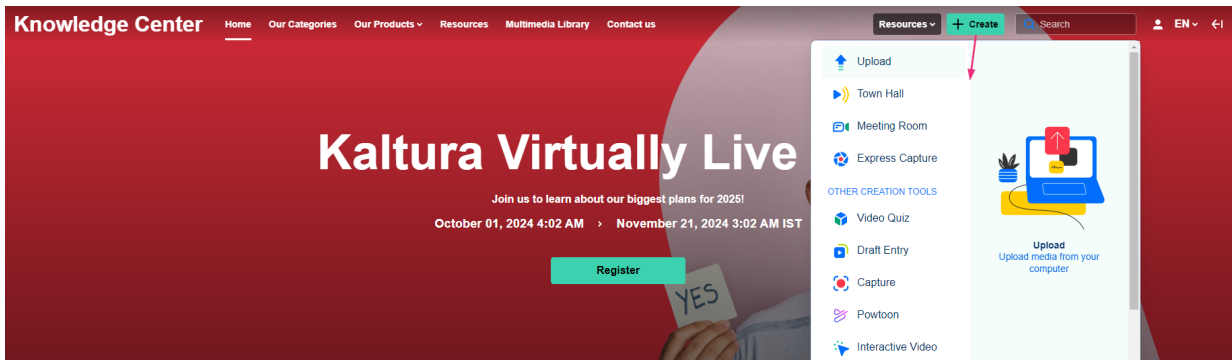 Knowledge Center Home Our Categories Our Products Resources Multimedia Library Contact us Resources + Create Search EN
Upload
Town Hall
Meeting Room
Express Capture
OTHER CREATION TOOLS
Video Quiz
Draft Entry
Capture
Powtoon
Interactive Video
Upload
Upload media from your
computer
Kaltura Virtually Live
Join us to learn about our biggest plans for 2025!
October 01, 2024 4:02 AM › November 21, 2024 3:02 AM IST
Register
YES